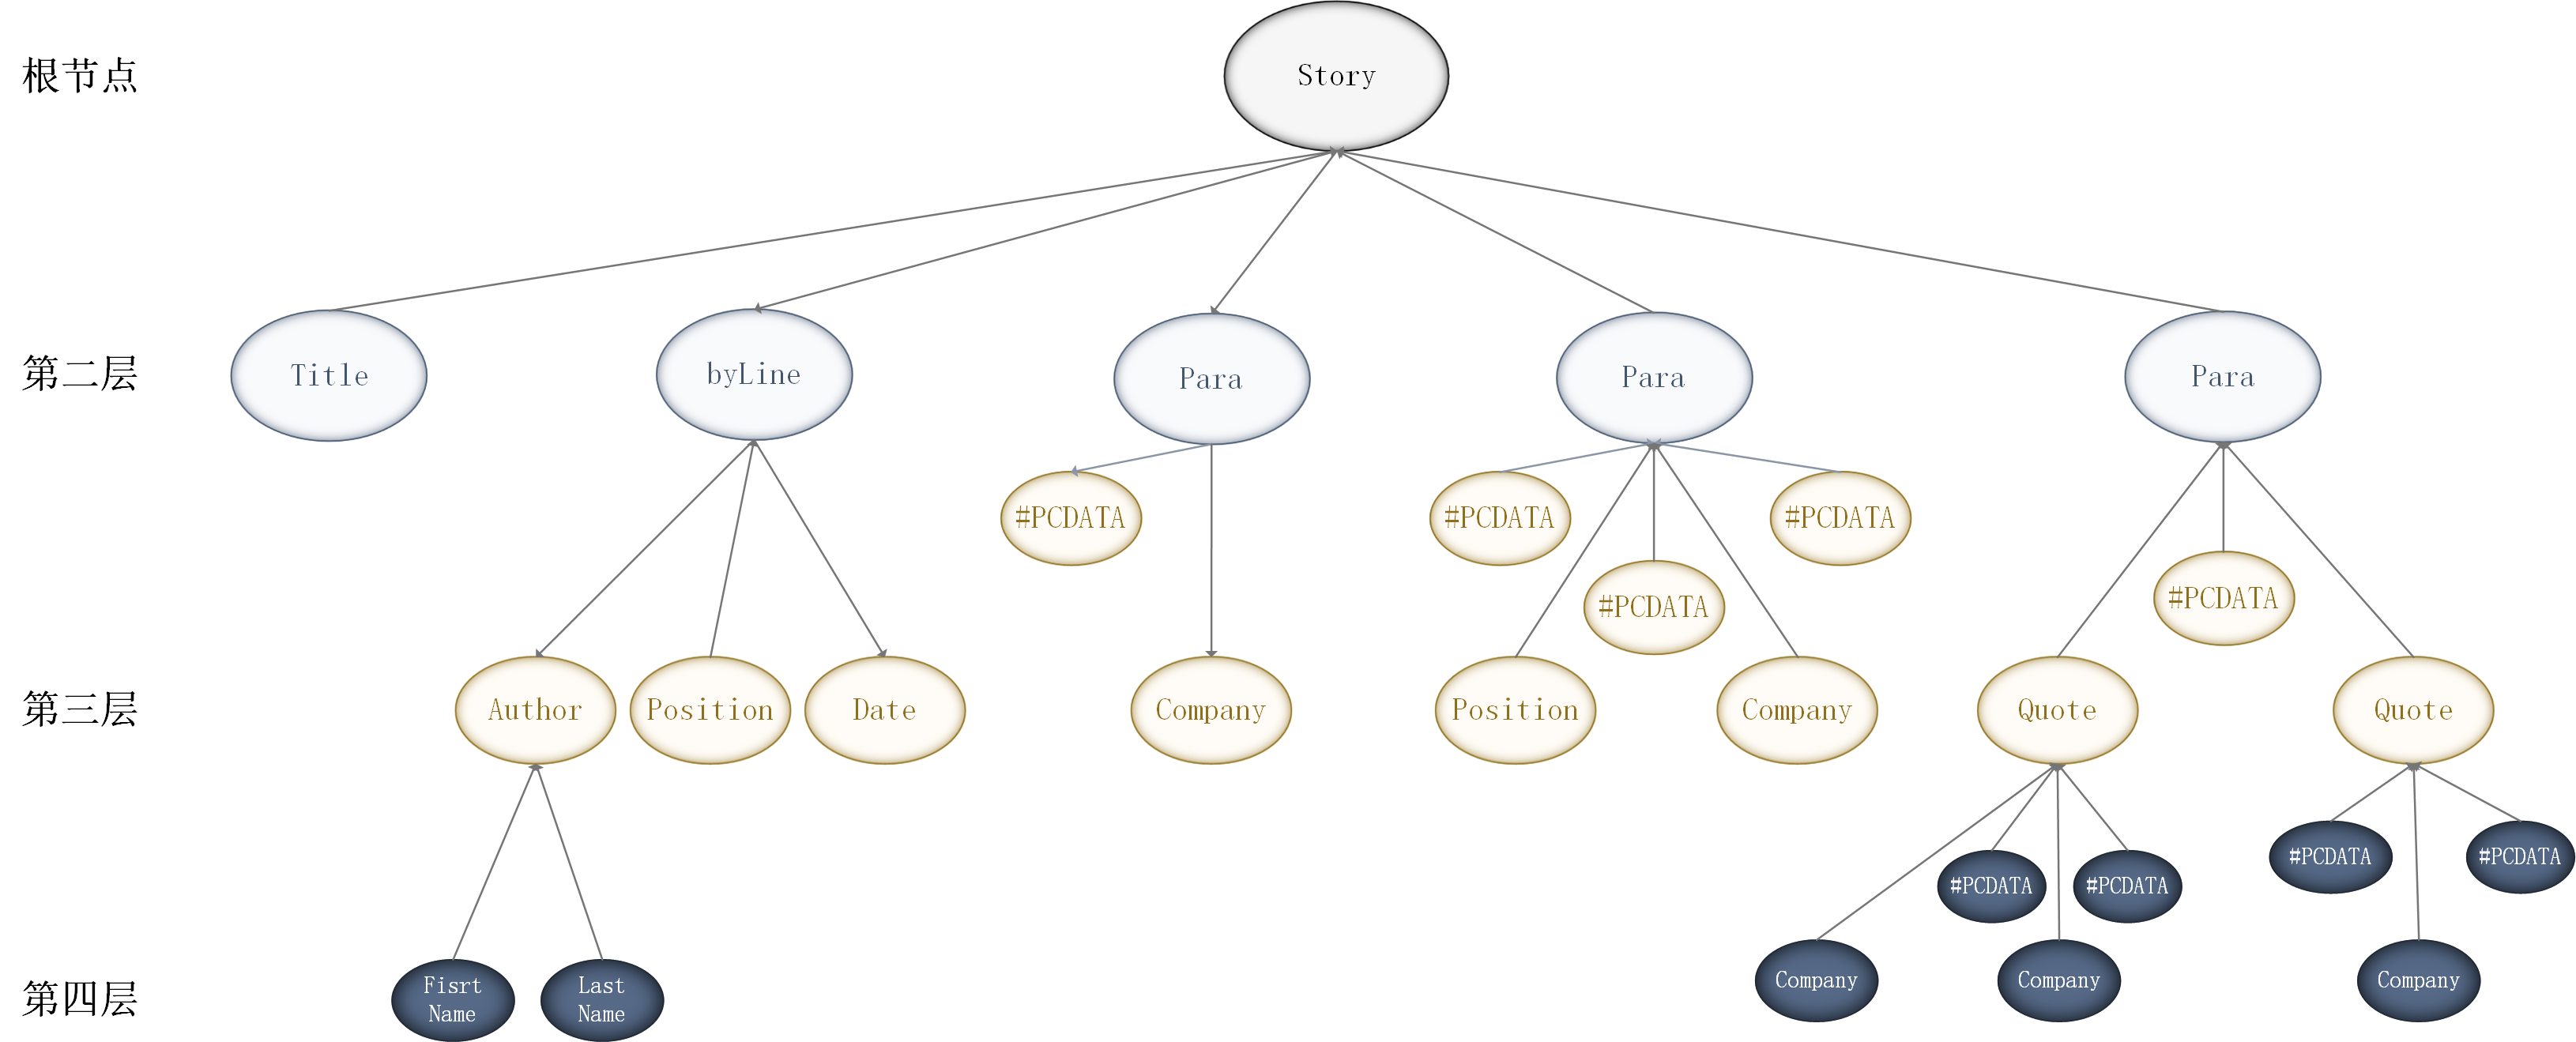 根节点
Story
第二层
Title
byLine
Para
Para
Para
#PCDATA
#PCDATA
#PCDATA
#PCDATA
#PCDATA
第三层
Author
Position
Date
Company
Position
Company
Quote
Quote
#PCDATA
#PCDATA
#PCDATA
#PCDATA
第四层
Fisrt
Name
Last
Name
Company
Company
Company